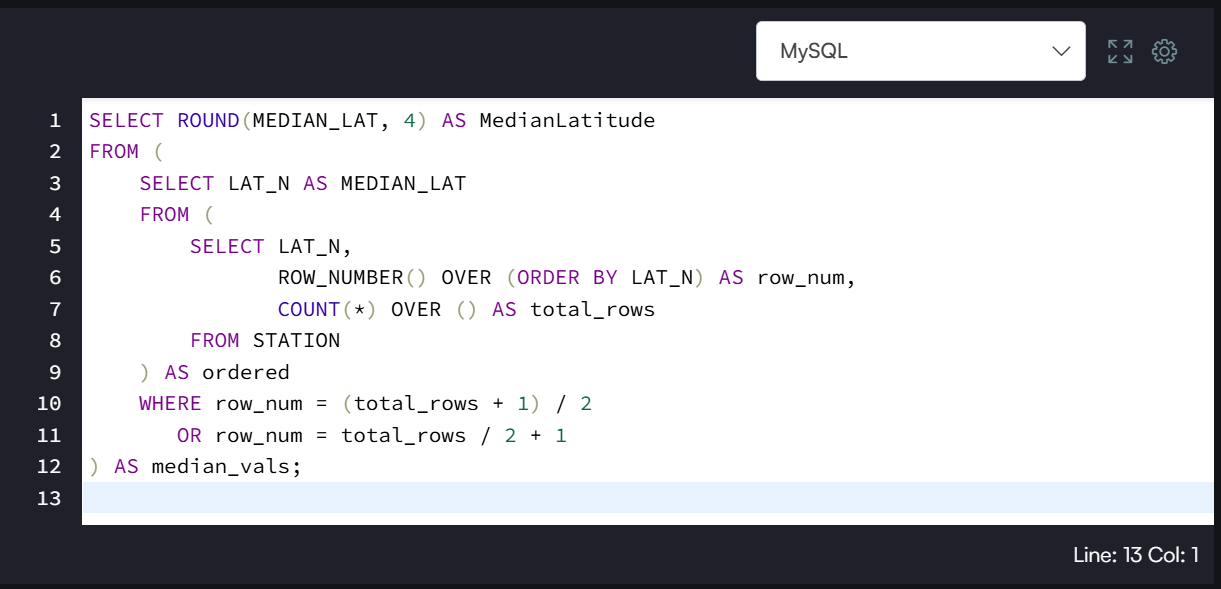 MySQL
1 SELECT ROUND(MEDIAN_LAT, 4) AS MedianLatitude
2 FROM (
3     SELECT LAT_N AS MEDIAN_LAT
4     FROM (
5         SELECT LAT_N,
6                ROW_NUMBER() OVER (ORDER BY LAT_N) AS row_num,
7                COUNT(*) OVER () AS total_rows
8         FROM STATION
9     ) AS ordered
10     WHERE row_num = (total_rows + 1) / 2
11        OR row_num = total_rows / 2 + 1
12 ) AS median_vals;
13
Line: 13 Col: 1